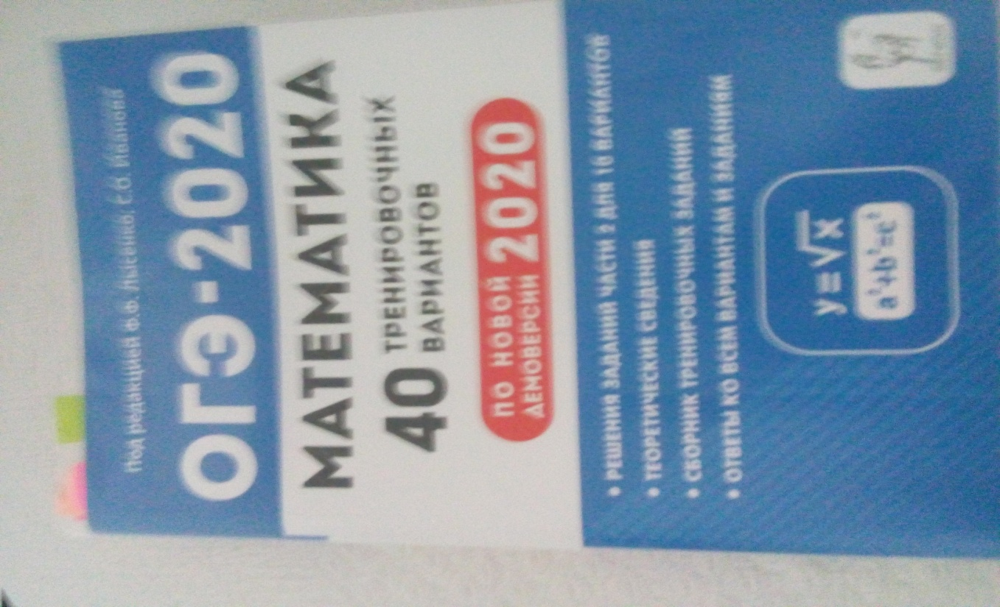 Под редакцией Ф.Ф. Лысенко, С.О. Иванова
ОГЭ-2020
МАТЕМАТИКА
40 ТРЕНИРОВОЧНЫХ
ВАРИАНТОВ
ПО НОВОЙ
ДЕМОВЕРСИИ 2020
• РЕШЕНИЯ ЗАДАНИЙ ЧАСТИ 2 ДЛЯ 10 ВАРИАНТОВ
• ТЕОРЕТИЧЕСКИЕ СВЕДЕНИЯ
• СБОРНИК ТРЕНИРОВОЧНЫХ ЗАДАНИЙ
• ОТВЕТЫ КО ВСЕМ ВАРИАНТАМ И ЗАДАНИЯМ
y=√x
a²+b²=c²